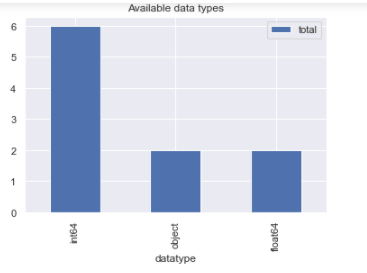 Available data types
total
6
5
4
3
2
1
0
int64
object
float64
datatype